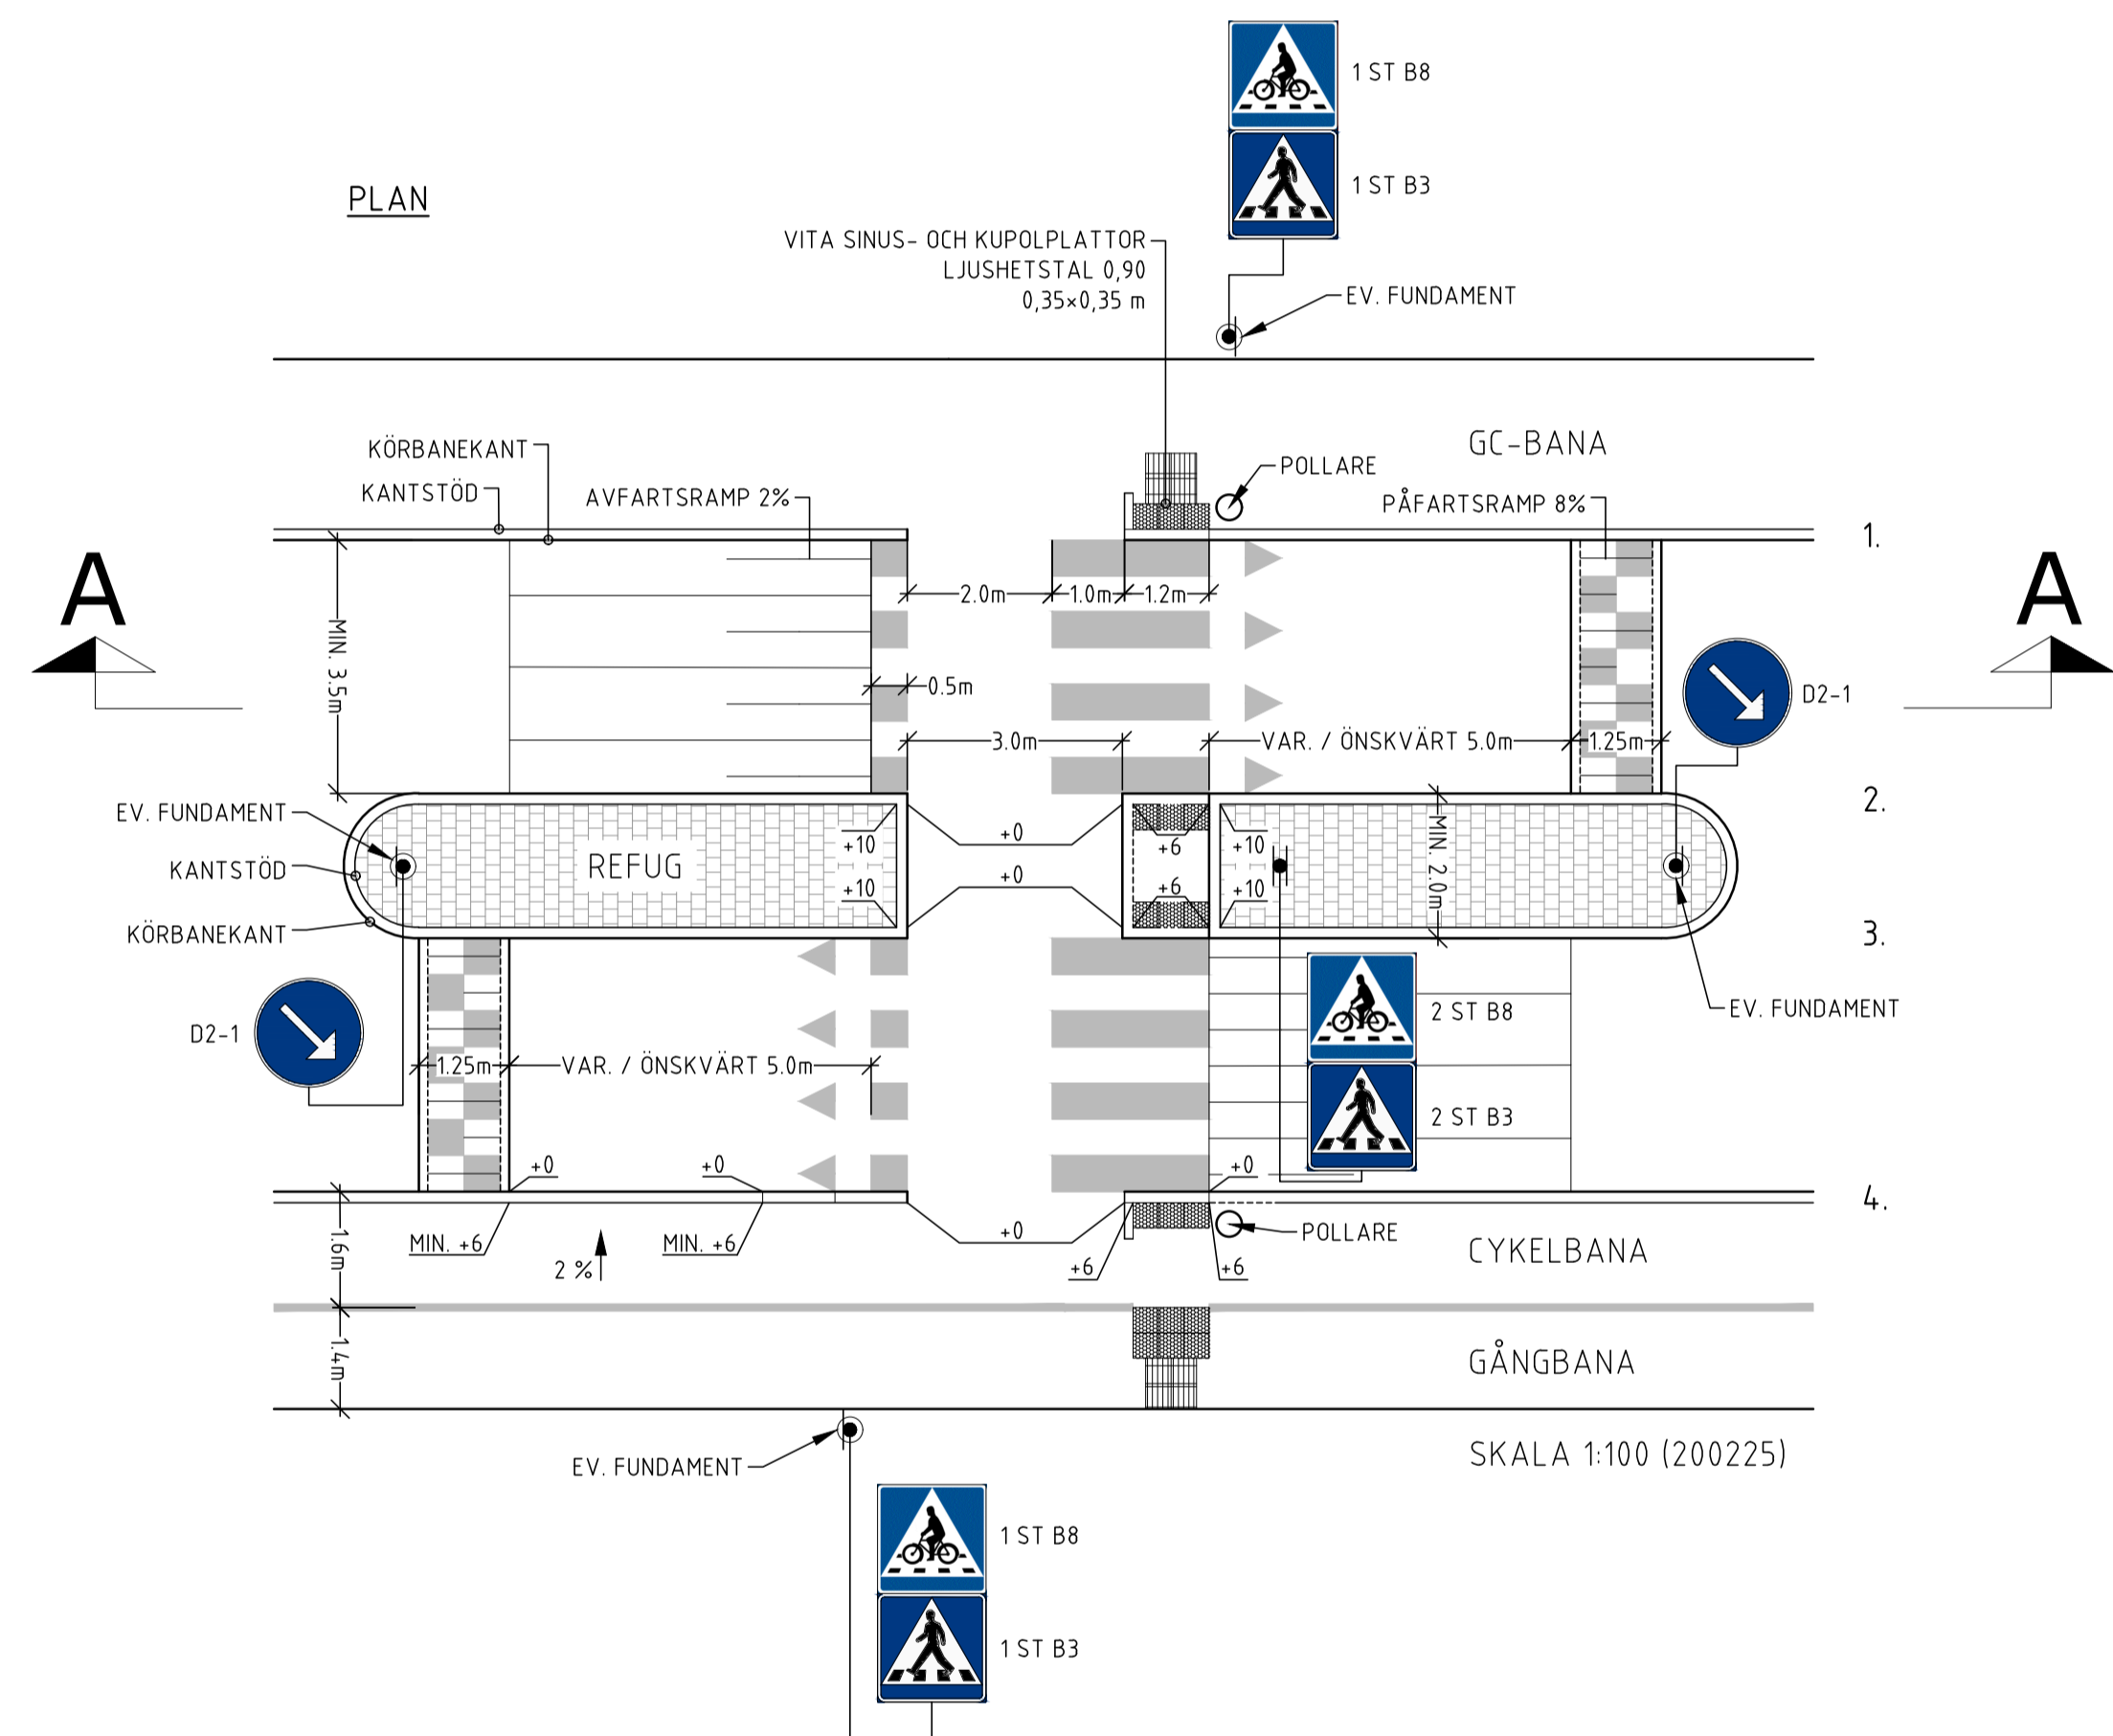 1 ST B8
PLAN
1 ST B3
VITA SINUS- OCH KUPOLPLATTOR
LJUSHETSTAL 0,90
0,35×0,35 m
EV. FUNDAMENT
KÖRBANEKANT
GC-BANA
POLLARE
KANTSTÖD
AVFARTSRAMP 2%
PÅFARTSRAMP 8%
1.
A
A
2.0m
1.0m
1.2m
MIN. 3.5m
0.5m
D2-1
3.0m
VAR. / ÖNSKVÄRT 5.0m
1.25m
2.
EV. FUNDAMENT
+10
+0
+6
+10
MIN. 2.0m
REFUG
KANTSTÖD
+10
+0
+6
+10
KÖRBANEKANT
3.
D2-1
2 ST B8
EV. FUNDAMENT
1.25m
VAR. / ÖNSKVÄRT 5.0m
2 ST B3
+0
+0
+0
4.
1.6m
MIN. +6
MIN. +6
+0
POLLARE
2 %
+6
+6
CYKELBANA
1.4m
GÅNGBANA
EV. FUNDAMENT
SKALA 1:100 (200225)
1 ST B8
1 ST B3